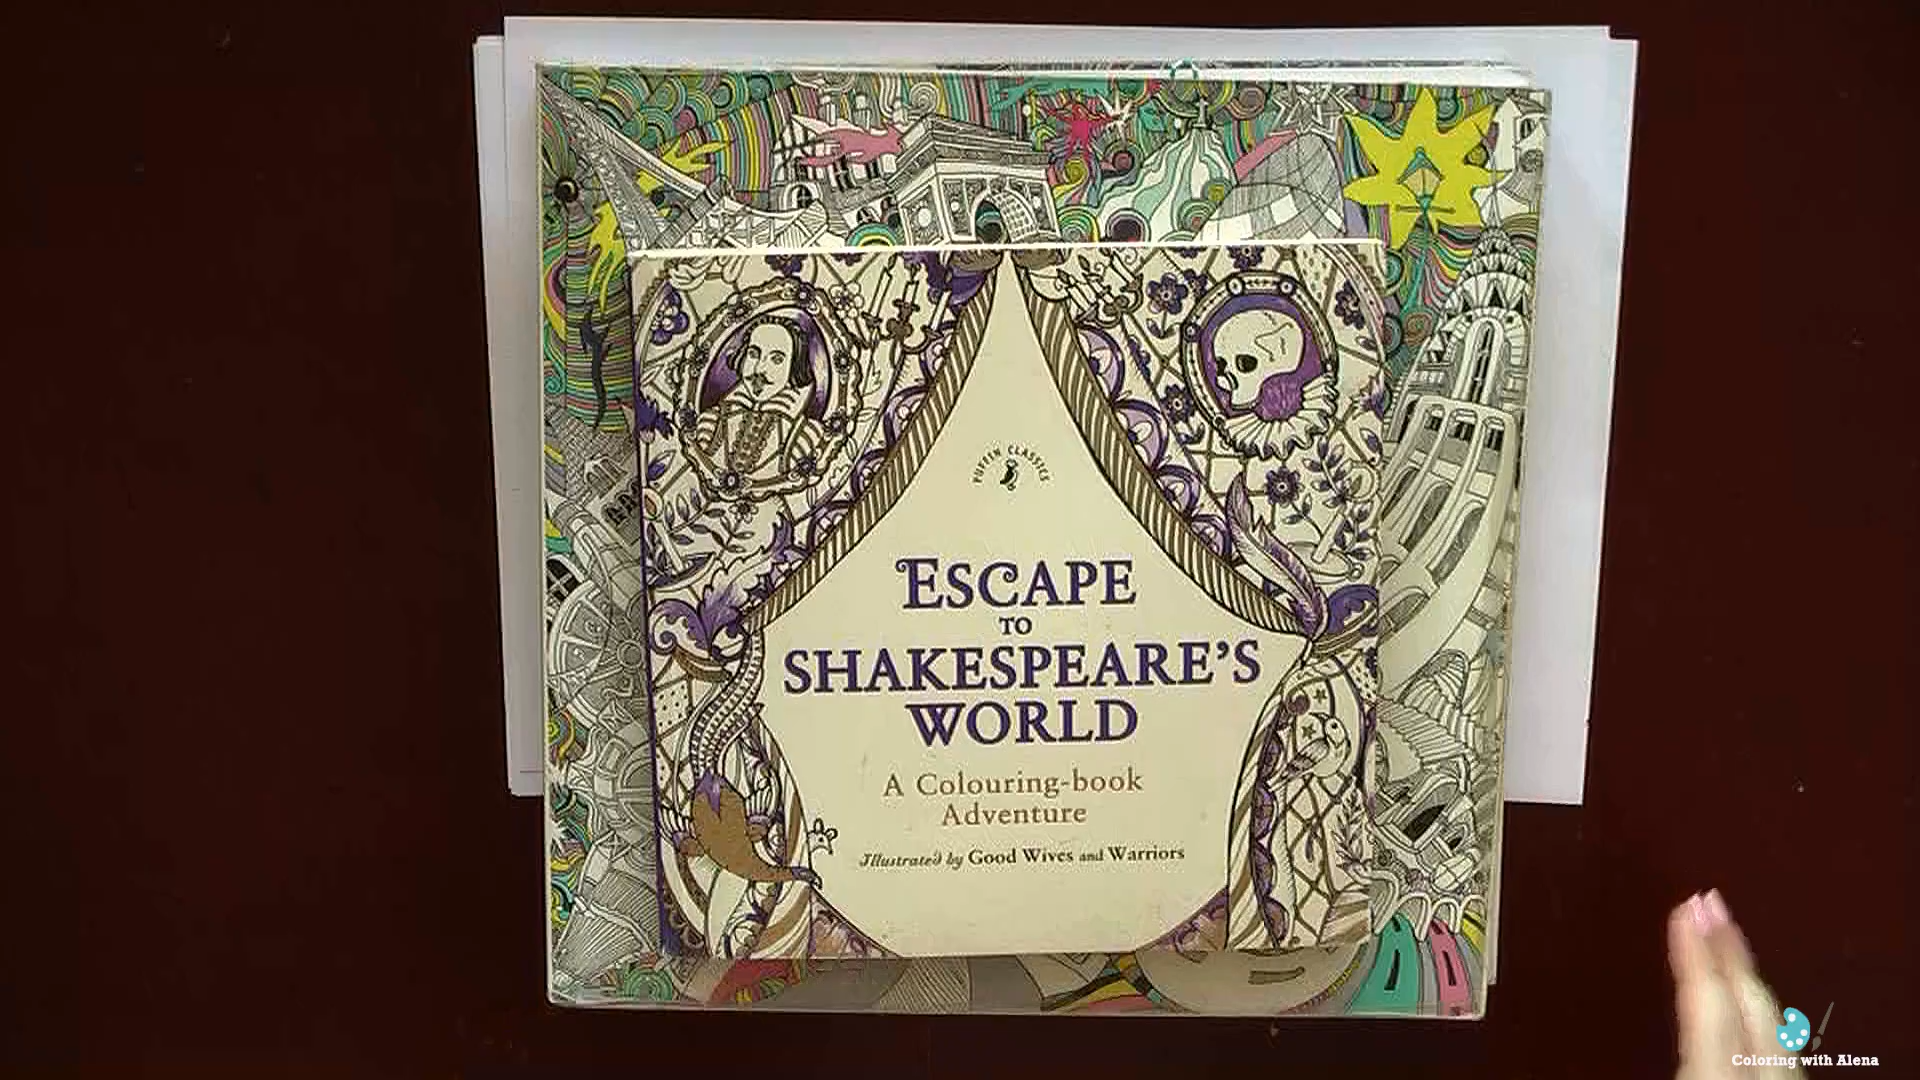 PUFFIN CLASSICS
ESCAPE
TO
SHAKESPEARE'S
WORLD
A Colouring-book
Adventure
Illustrated by Good Wives and Warriors
Coloring with Alena